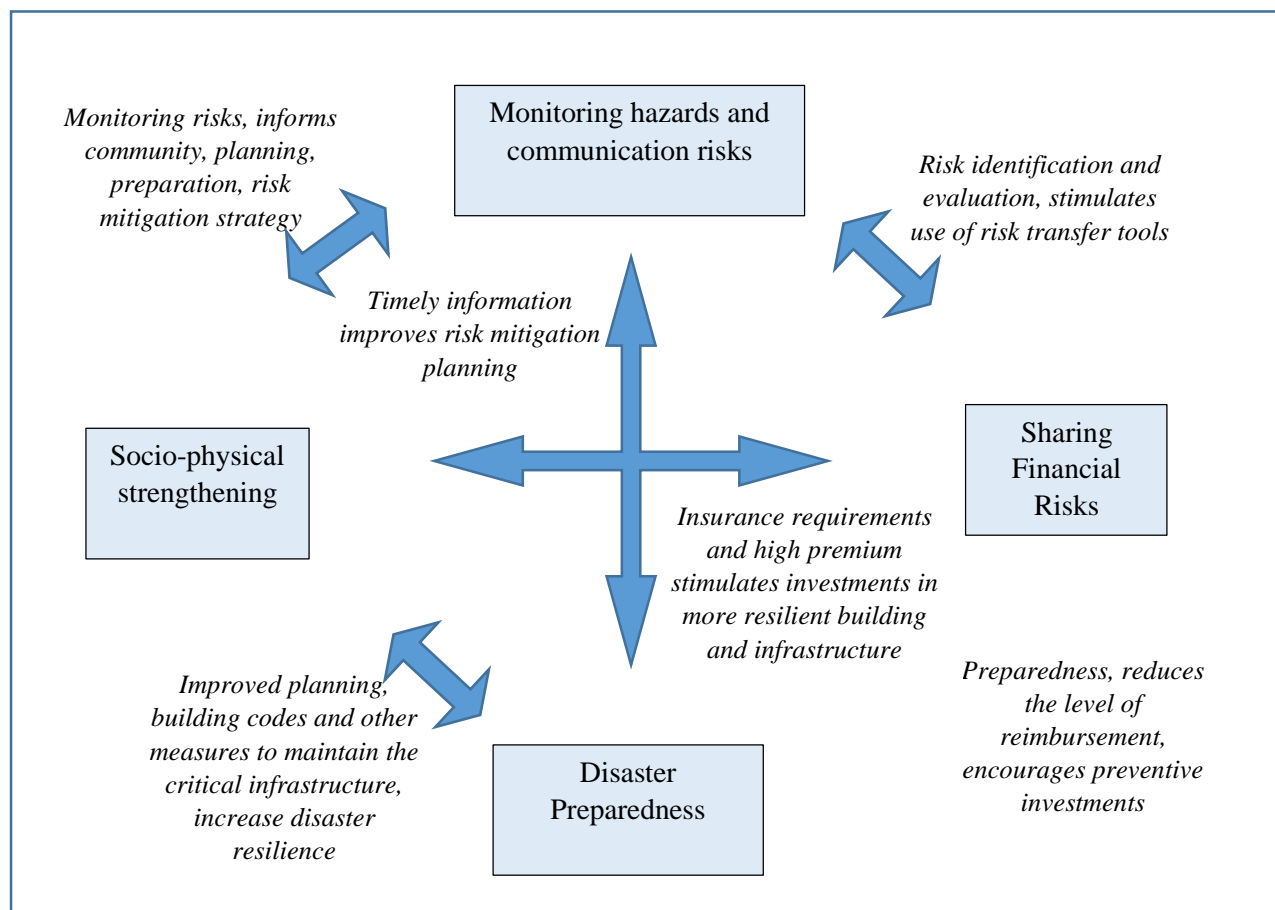 Monitoring risks, informs
community, planning,
preparation, risk
mitigation strategy
Monitoring hazards and
communication risks
Risk identification and
evaluation, stimulates
use of risk transfer tools
Timely information
improves risk mitigation
planning
Socio-physical
strengthening
Sharing
Financial
Risks
Insurance requirements
and high premium
stimulates investments in
more resilient building
and infrastructure
Improved planning,
building codes and other
measures to maintain the
critical infrastructure,
increase disaster
resilience
Disaster
Preparedness
Preparedness, reduces
the level of
reimbursement,
encourages preventive
investments